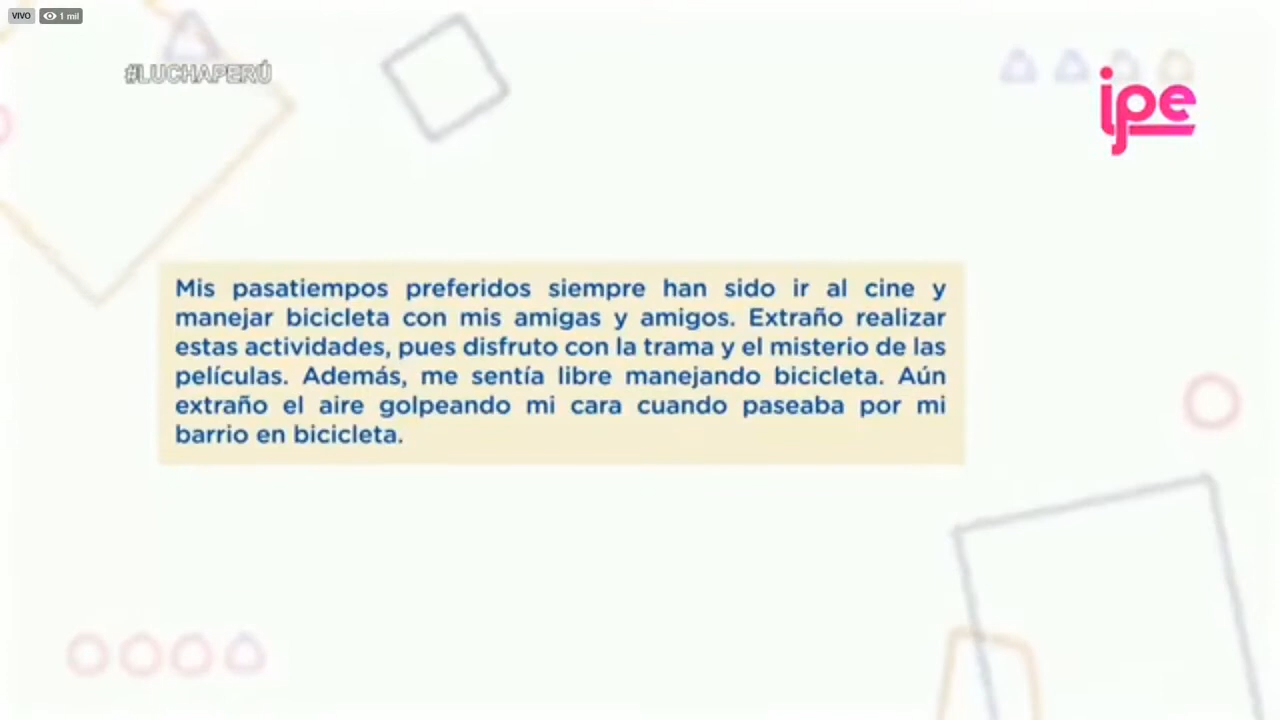 VIVO 1 mil
#LUCHAPERÚ
ipe
Mis pasatiempos preferidos siempre han sido ir al cine y
manejar bicicleta con mis amigas y amigos. Extraño realizar
estas actividades, pues disfruto con la trama y el misterio de las
películas. Además, me sentía libre manejando bicicleta. Aún
extraño el aire golpeando mi cara cuando paseaba por mi
barrio en bicicleta.